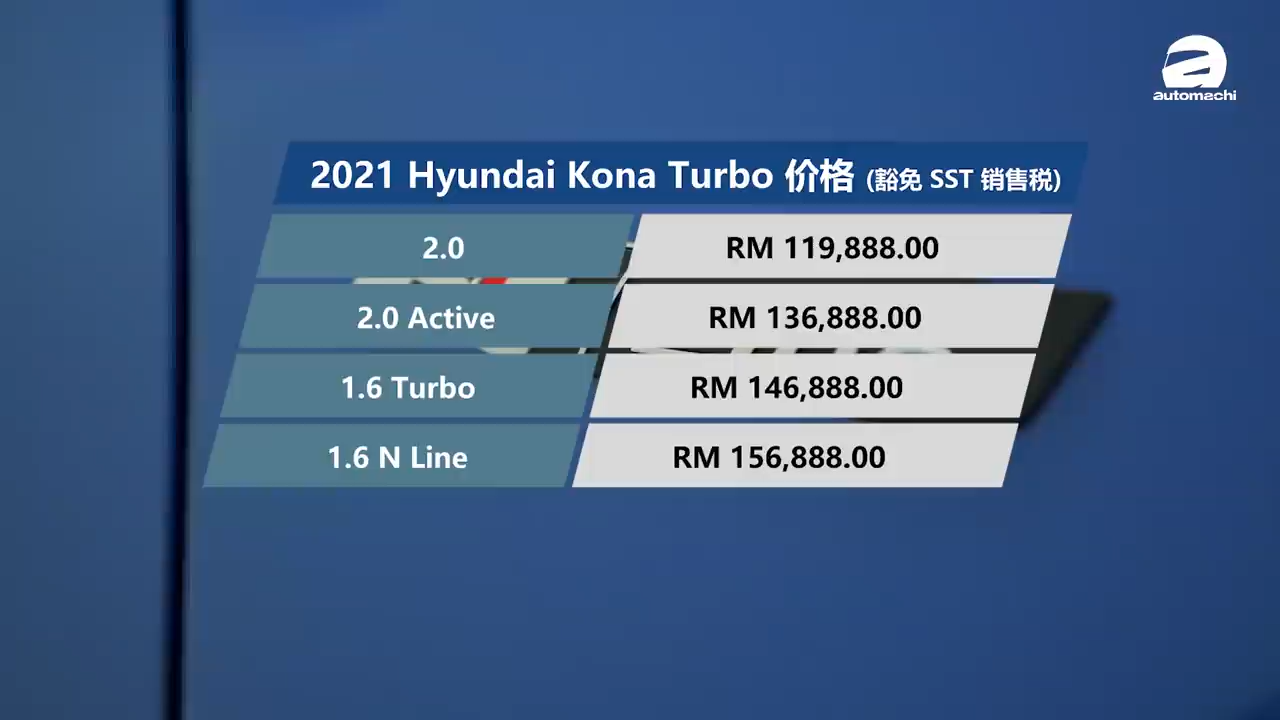 automachi
2021 Hyundai Kona Turbo 价格 (豁免 SST 销售税)
2.0 RM 119,888.00
2.0 Active RM 136,888.00
1.6 Turbo RM 146,888.00
1.6 N Line RM 156,888.00